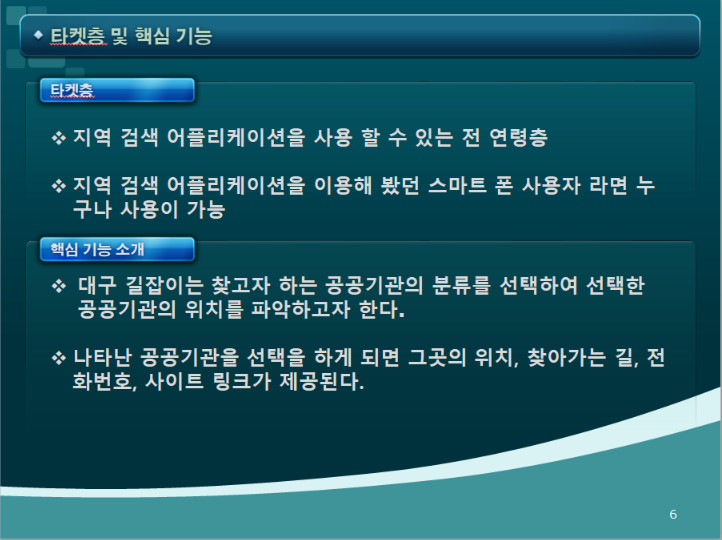 타켓층 및 핵심 기능
타켓층
지역 검색 어플리케이션을 사용 할 수 있는 전 연령층
지역 검색 어플리케이션을 이용해 봤던 스마트 폰 사용자 라면 누
구나 사용이 가능
핵심 기능 소개
대구 길잡이는 찾고자 하는 공공기관의 분류를 선택하여 선택한
공공기관의 위치를 파악하고자 한다.
나타난 공공기관을 선택을 하게 되면 그곳의 위치, 찾아가는 길, 전
화번호, 사이트 링크가 제공된다.
6